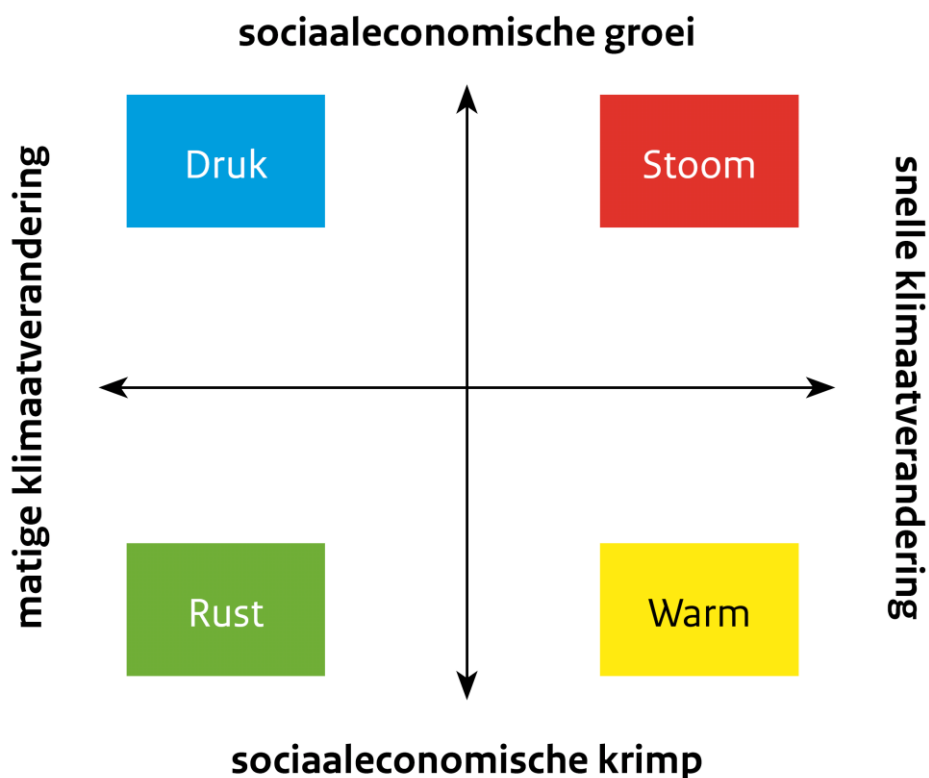 sociaaleconomische groei
Druk
Stoom
matige klimaatverandering
snelle klimaatverandering
Rust
Warm
sociaaleconomische krimp